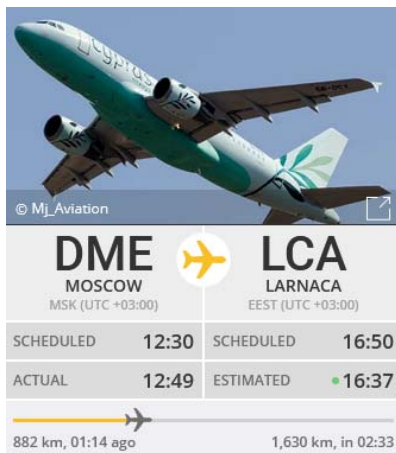 cyprus
© Mj_Aviation
DME LCA
MOSCOW LARNACA
MSK (UTC +03:00) EEST (UTC +03:00)
SCHEDULED 12:30 SCHEDULED 16:50
ACTUAL 12:49 ESTIMATED 16:37
882 km, 01:14 ago 1,630 km, in 02:33